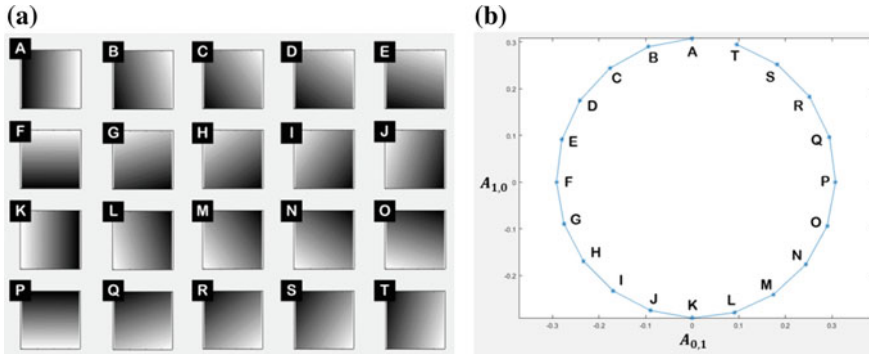 (a)
A B C D E
F G H I J
K L M N O
P Q R S T
(b)
0.3
0.2
0.1
0
-0.1
-0.2
A1,0
A
B
C
D
E
F
G
H
I
J
K
L
M
N
O
P
Q
R
S
T
-0.3 -0.2 -0.1 0 0.1 0.2 0.3
A0,1